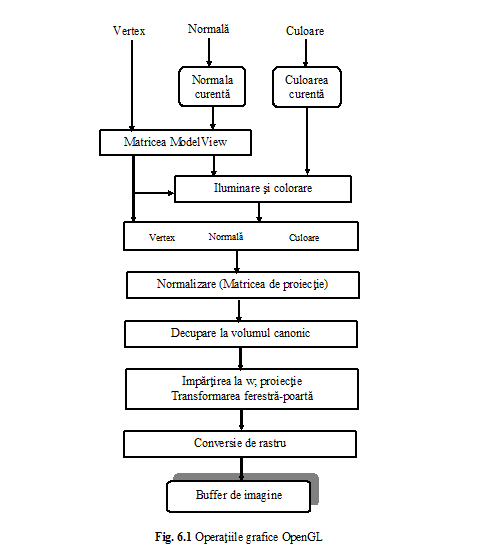 Vertex
Normală
Culoare
Normala
curentă
Culoarea
curentă
Matricea ModelView
Iluminare şi colorare
Vertex
Normală
Culoare
Normalizare (Matricea de proiecţie)
Decupare la volumul canonic
Impărţirea la w; proiecţie
Transformarea ferestră-poartă
Conversie de rastru
Buffer de imagine
Fig. 6.1 Operaţiile grafice OpenGL